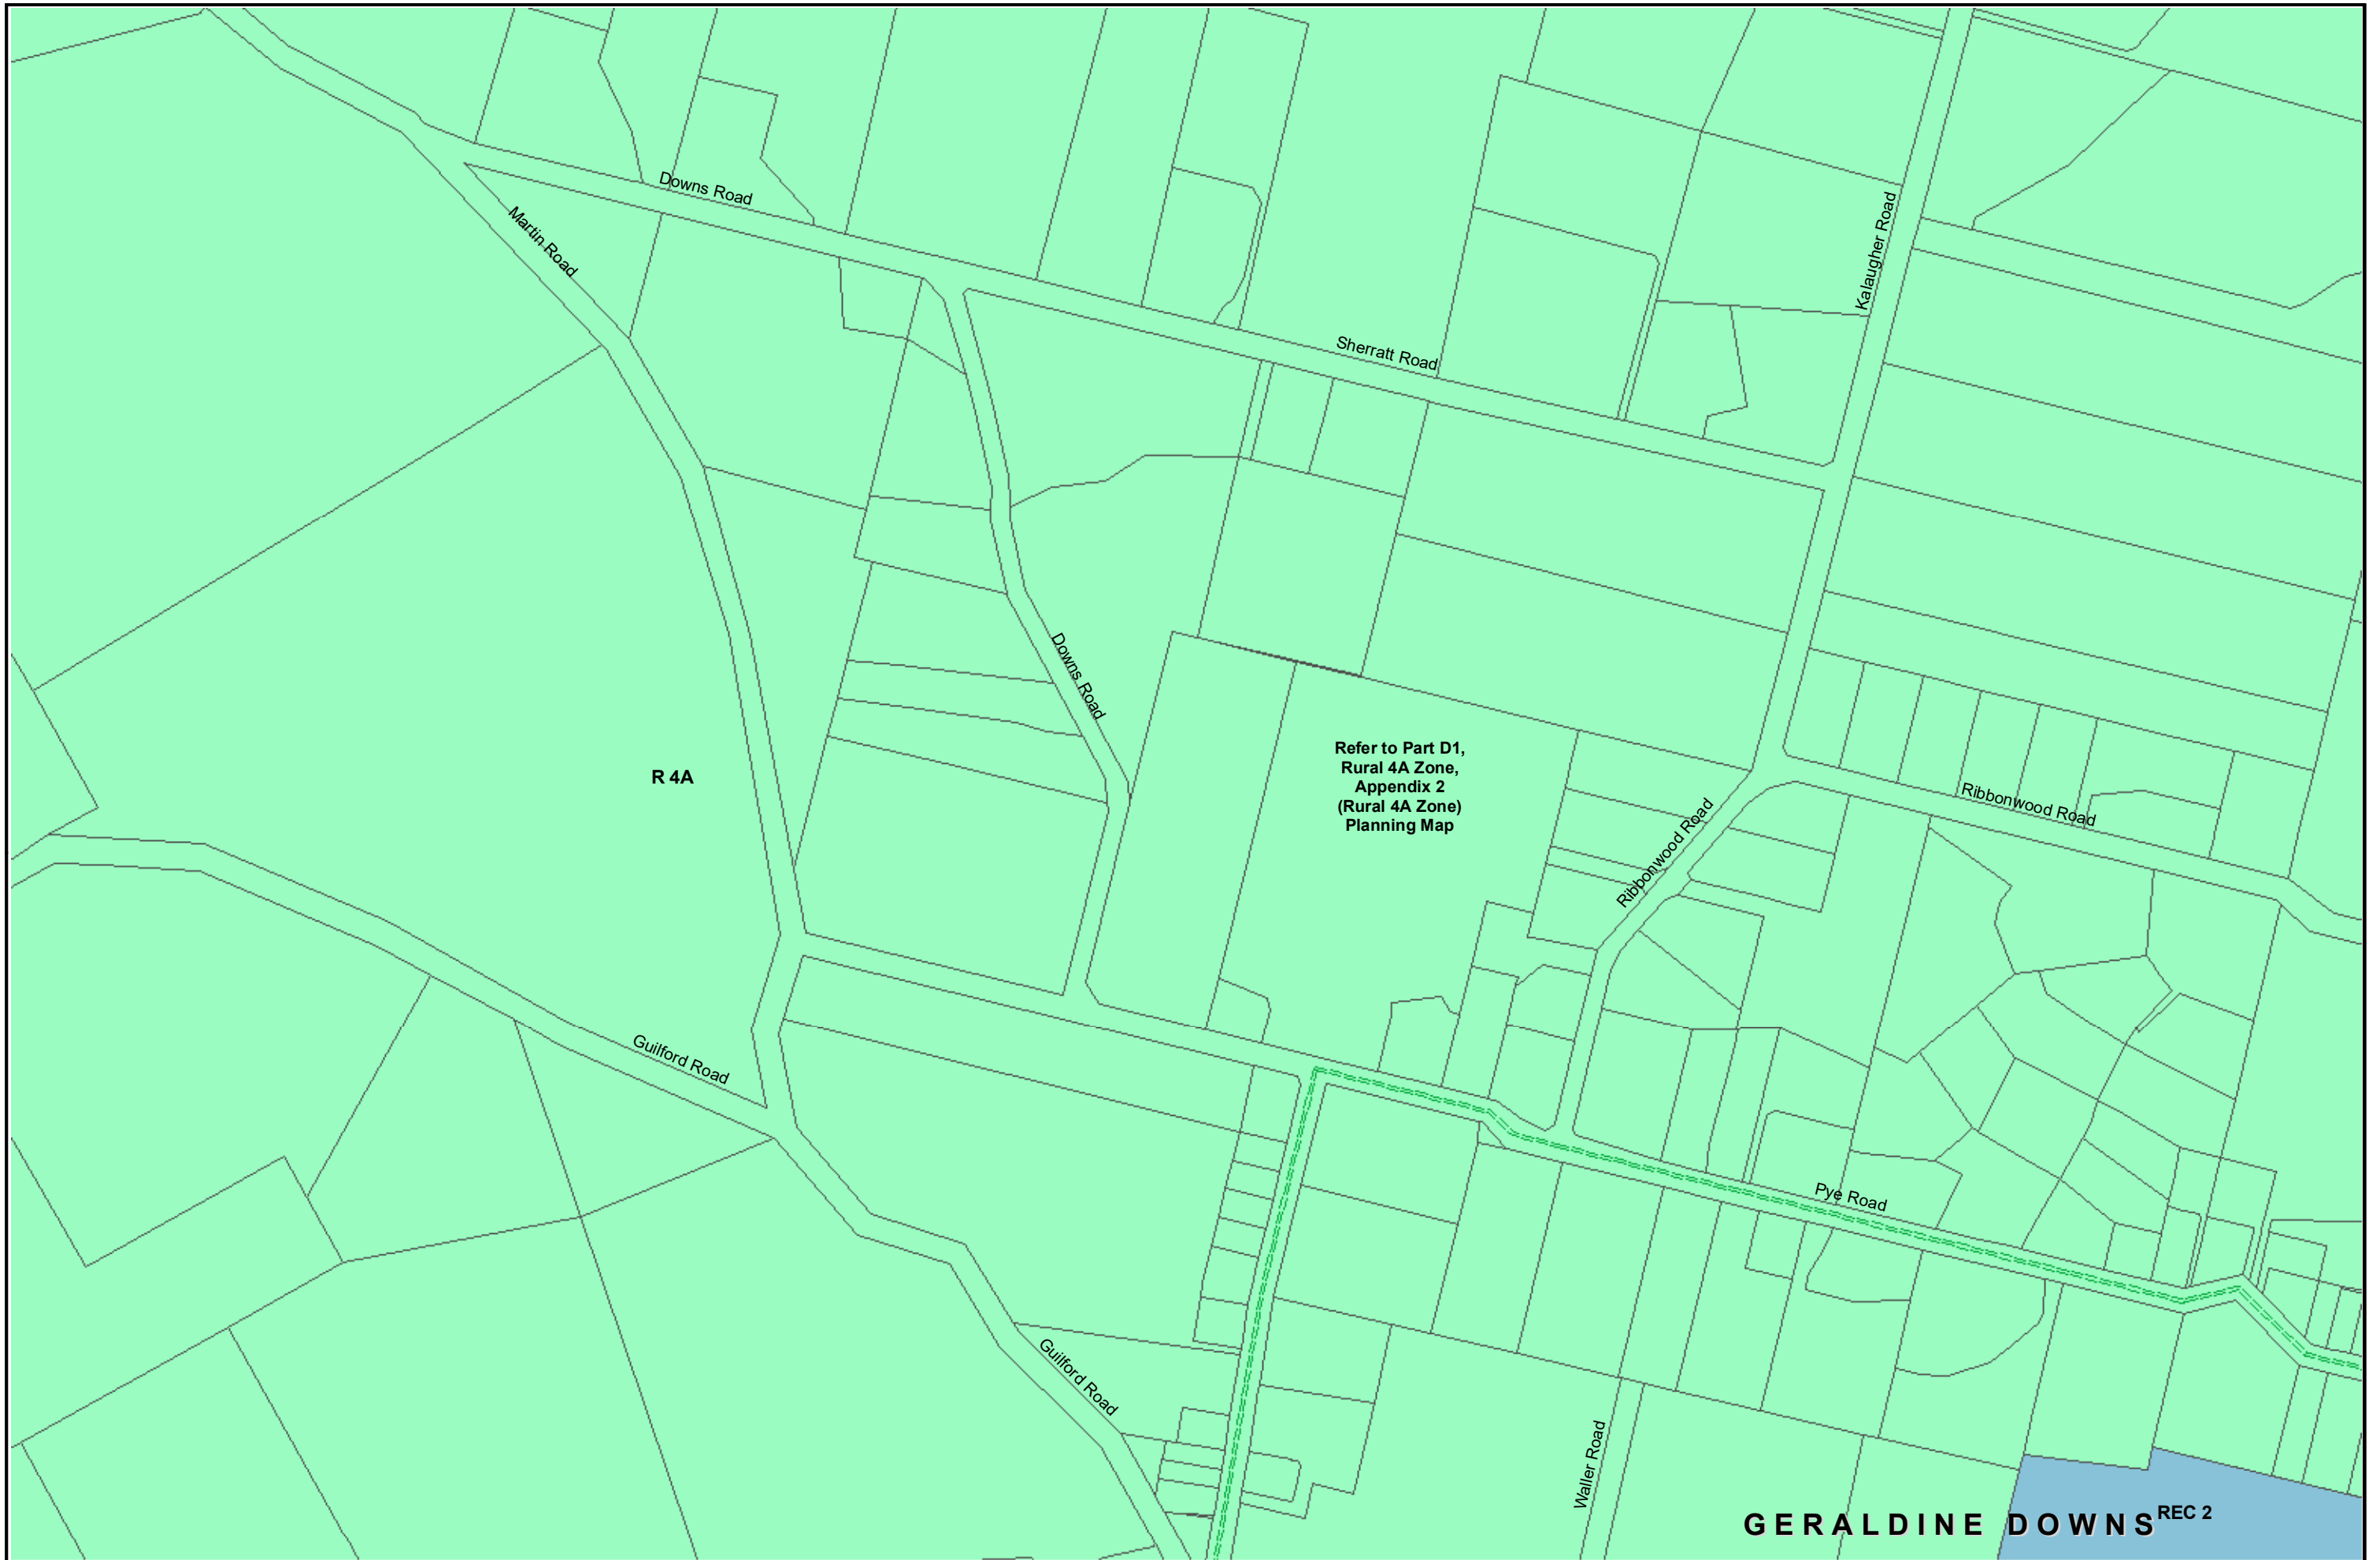 Downs Road
Martin Road
Kalaugher Road
Sherratt Road
Downs Road
Refer to Part D1,
Rural 4A Zone,
Appendix 2
(Rural 4A Zone)
Planning Map
R 4A
Ribbonwood Road
Ribbonwood Road
Guilford Road
Pye Road
Guilford Road
Waller Road
GERALDINE DOWNS
REC 2